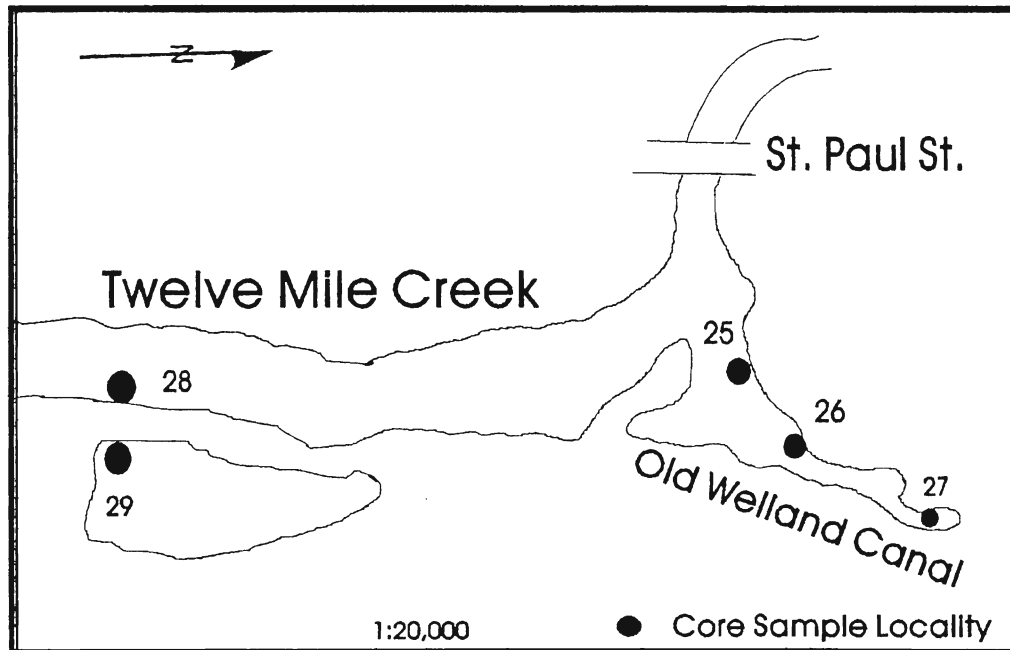 N
St. Paul St.
Twelve Mile Creek
25
28
26
27
29
Old Welland Canal
1:20,000
Core Sample Locality